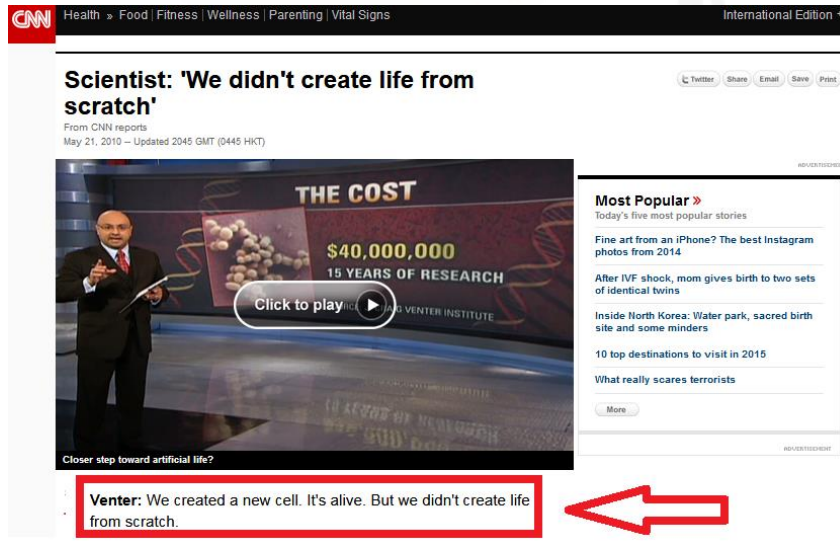 CNN
Health » Food | Fitness | Wellness | Parenting | Vital Signs
International Edition
Scientist: 'We didn't create life from
scratch'
From CNN reports
May 21, 2010 -- Updated 2045 GMT (0445 HKT)
Twitter Share Email Save Print
THE COST
$40,000,000
15 YEARS OF RESEARCH
Click to play
VENTER INSTITUTE
Closer step toward artificial life?
Most Popular »
Today's five most popular stories
Fine art from an iPhone? The best Instagram
photos from 2014
After IVF shock, mom gives birth to two sets
of identical twins
Inside North Korea: Water park, sacred birth
site and some minders
10 top destinations to visit in 2015
What really scares terrorists
More
ADVERTISEMENT
Venter: We created a new cell. It's alive. But we didn't create life
from scratch.